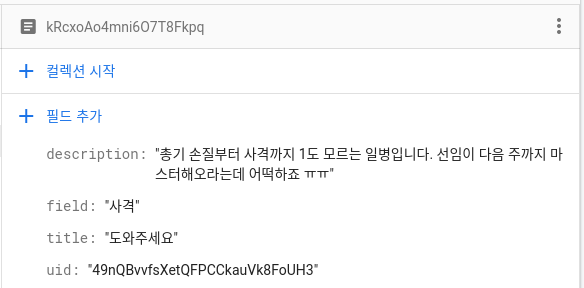 kRcxoAo4mni6O7T8Fkpq
컬렉션 시작
필드 추가
description: "총기 손질부터 사격까지 1도 모르는 일병입니다. 선임이 다음 주까지 마
스터해오라는데 어떡하죠 ㅠㅠ"
field: "사격"
title: "도와주세요"
uid: "49nQBvvfsXetQFPCCkauVk8FoUH3"